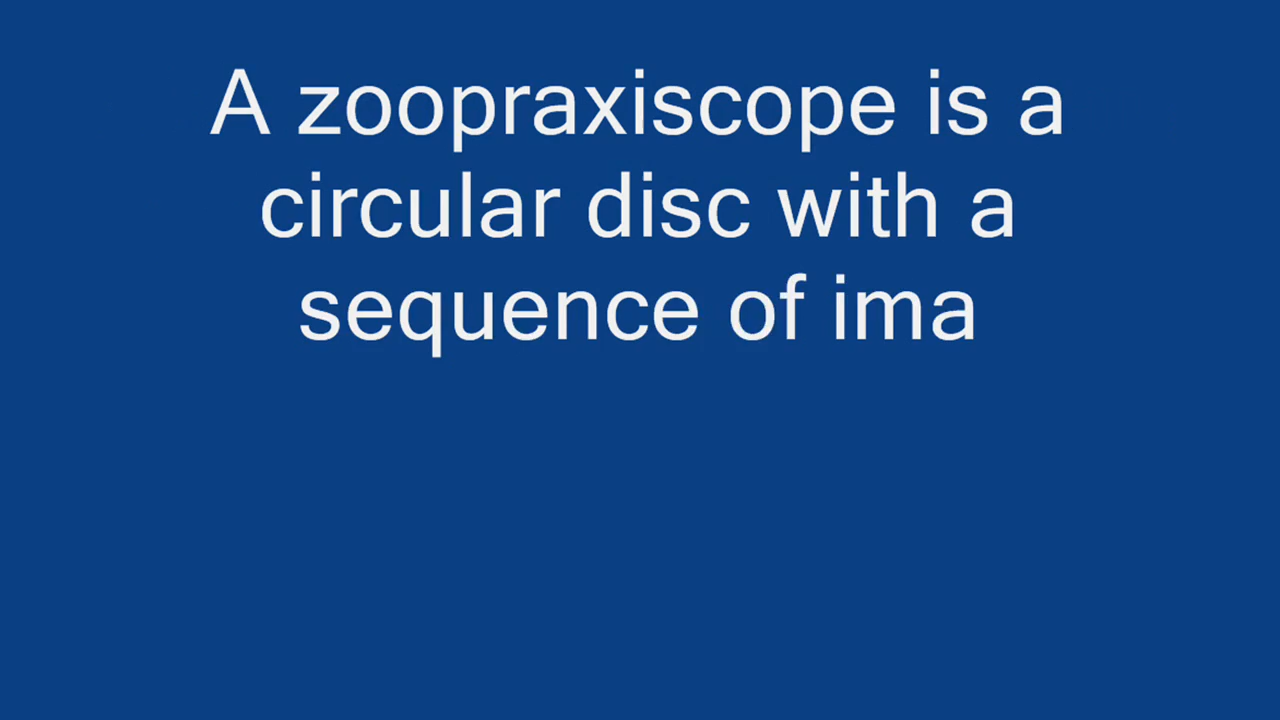 A zoopraxiscope is a
circular disc with a
sequence of ima